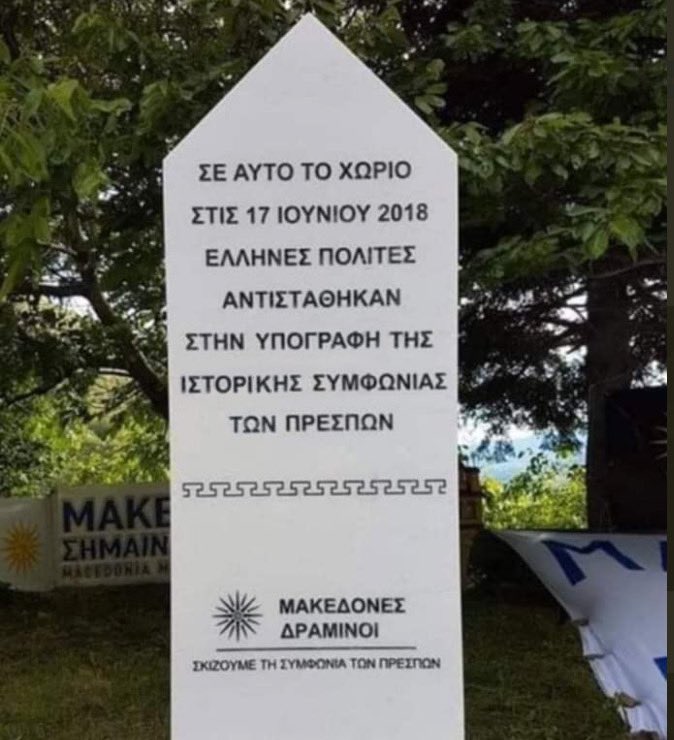 ΣΕ ΑΥΤΟ ΤΟ ΧΩΡΙΟ
ΣΤΙΣ 17 ΙΟΥΝΙΟΥ 2018
ΕΛΛΗΝΕΣ ΠΟΛΙΤΕΣ
ΑΝΤΙΣΤΑΘΗΚΑΝ
ΣΤΗΝ ΥΠΟΓΡΑΦΗ ΤΗΣ
ΙΣΤΟΡΙΚΗΣ ΣΥΜΦΩΝΙΑΣ
ΤΩΝ ΠΡΕΣΠΩΝ
ΜΑΚΕΔΟΝΕΣ
ΔΡΑΜΙΝΟΙ
ΣΚΙΖΟΥΜΕ ΤΗ ΣΥΜΦΩΝΙΑ ΤΩΝ ΠΡΕΣΠΩΝ
ΜΑΚΕ
ΣΗΜΑΙΝ
MACEDONIA M